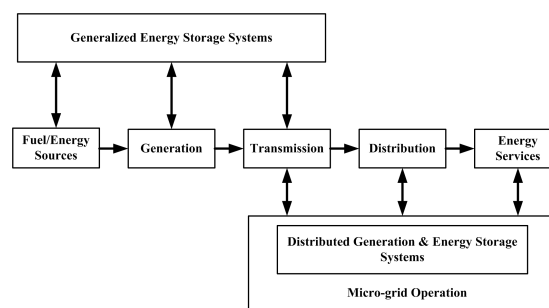 Generalized Energy Storage Systems
Fuel/Energy
Sources
Generation
Transmission
Distribution
Energy
Services
Distributed Generation & Energy Storage
Systems
Micro-grid Operation